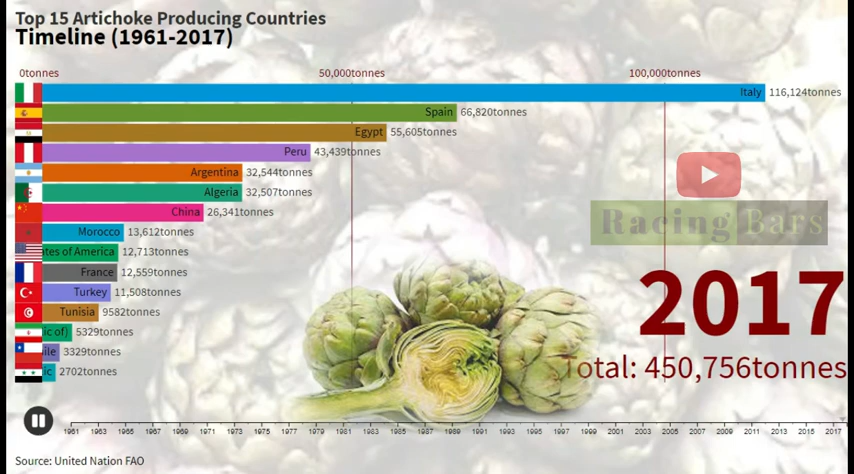 Top 15 Artichoke Producing Countries
Timeline (1961-2017)
0tonnes 50,000tonnes 100,000tonnes
Italy 116,124tonnes
Spain 66,820tonnes
Egypt 55,605tonnes
Peru 43,439tonnes
Argentina 32,544tonnes
Algeria 32,507tonnes
China 26,341tonnes
Racing Bars
Morocco 13,612tonnes
ates of America 12,713tonnes
France 12,559tonnes
Turkey 11,508tonnes
2017
Tunisia 9582tonnes
ic of) 5329tonnes
ile 3329tonnes
Total: 450,756tonnes
ic 2702tonnes
1961 1963 1965 1967 1969 1971 1973 1975 1977 1979 1981 1983 1985 1987 1989 1991 1993 1995 1997 1999 2001 2003 2005 2007 2009 2011 2013 2015 2017
Source: United Nation FAO